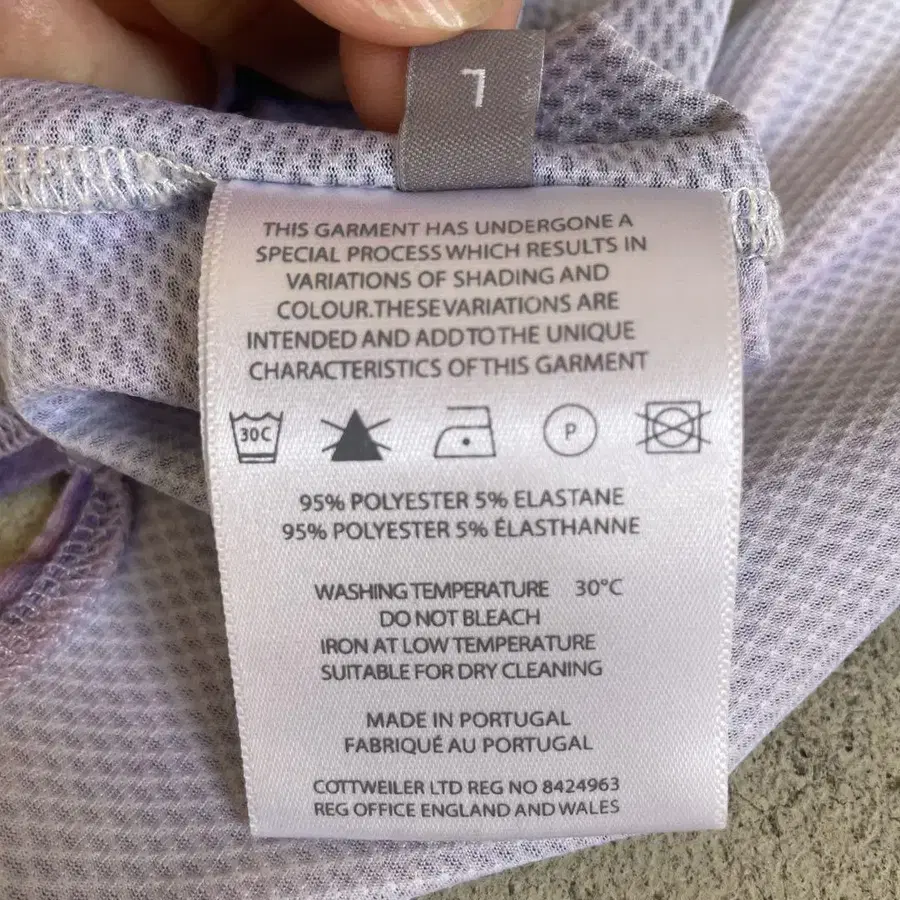 L
THIS GARMENT HAS UNDERGONE A
SPECIAL PROCESS WHICH RESULTS IN
VARIATIONS OF SHADING AND
COLOUR.THESE VARIATIONS ARE
INTENDED AND ADD TO THE UNIQUE
CHARACTERISTICS OF THIS GARMENT
30C P
95% POLYESTER 5% ELASTANE
95% POLYESTER 5% ÉLASTHANNE
WASHING TEMPERATURE 30°C
DO NOT BLEACH
IRON AT LOW TEMPERATURE
SUITABLE FOR DRY CLEANING
MADE IN PORTUGAL
FABRIQUÉ AU PORTUGAL
COTTWEILER LTD REG NO 8424963
REG OFFICE ENGLAND AND WALES